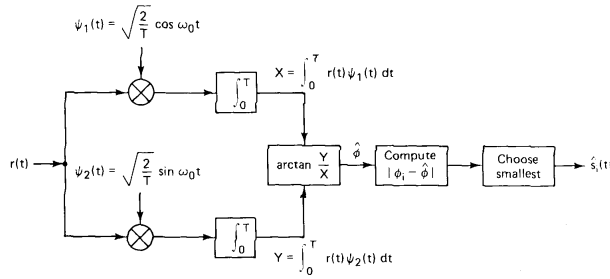 ψ₁(t) = √(2/T) cos ω₀t
∫₀ᵀ
X = ∫₀ᵀ r(t) ψ₁(t) dt
r(t)
ψ₂(t) = √(2/T) sin ω₀t
arctan Y/X
φ̂
Compute
|φᵢ − φ̂|
Choose
smallest
ŝᵢ(t)
∫₀ᵀ
Y = ∫₀ᵀ r(t) ψ₂(t) dt